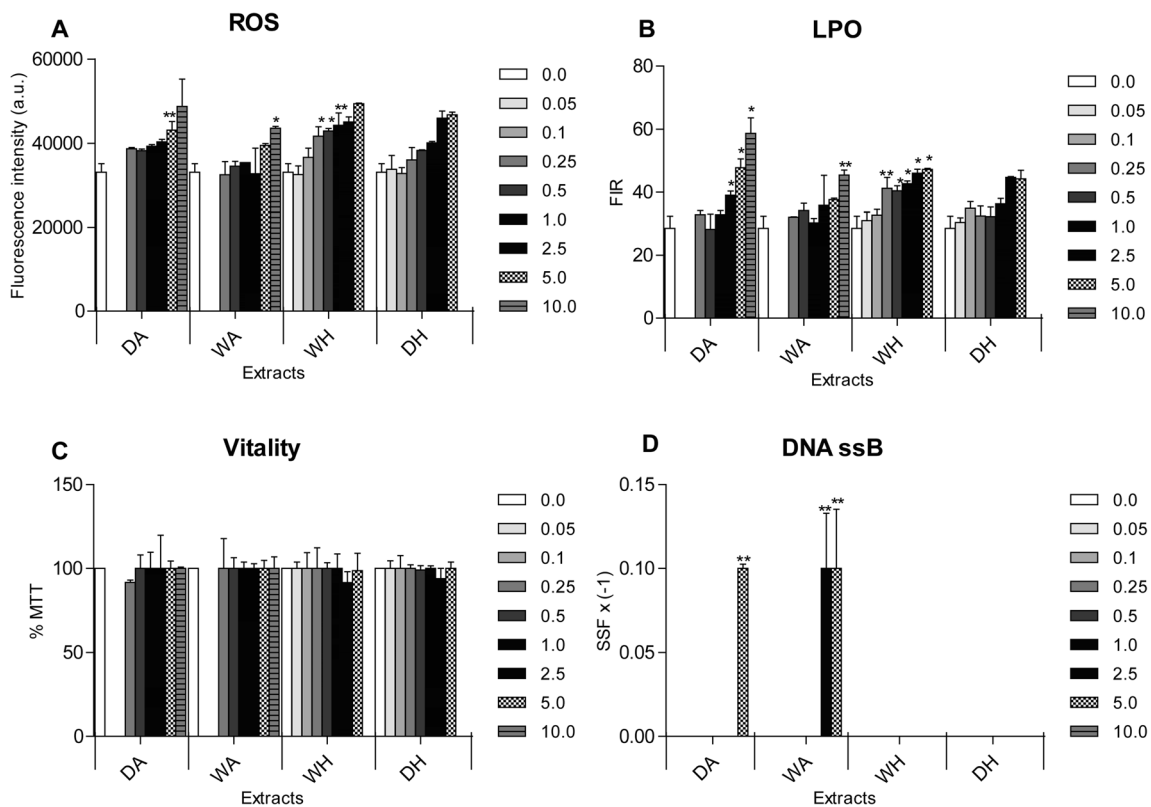 A
ROS
Fluorescence intensity (a.u.)
60000
40000
20000
0
**
*
* *
**
DA
WA
WH
DH
Extracts
0.0
0.05
0.1
0.25
0.5
1.0
2.5
5.0
10.0
B
LPO
FIR
80
60
40
20
0
*
*
*
**
**
*
*
*
*
DA
WA
WH
DH
Extracts
0.0
0.05
0.1
0.25
0.5
1.0
2.5
5.0
10.0
C
Vitality
% MTT
150
100
50
0
DA
WA
WH
DH
Extracts
0.0
0.05
0.1
0.25
0.5
1.0
2.5
5.0
10.0
D
DNA ssB
SSF x (-1)
0.15
0.10
0.05
0.00
**
**
**
DA
WA
WH
DH
Extracts
0.0
0.05
0.1
0.25
0.5
1.0
2.5
5.0
10.0